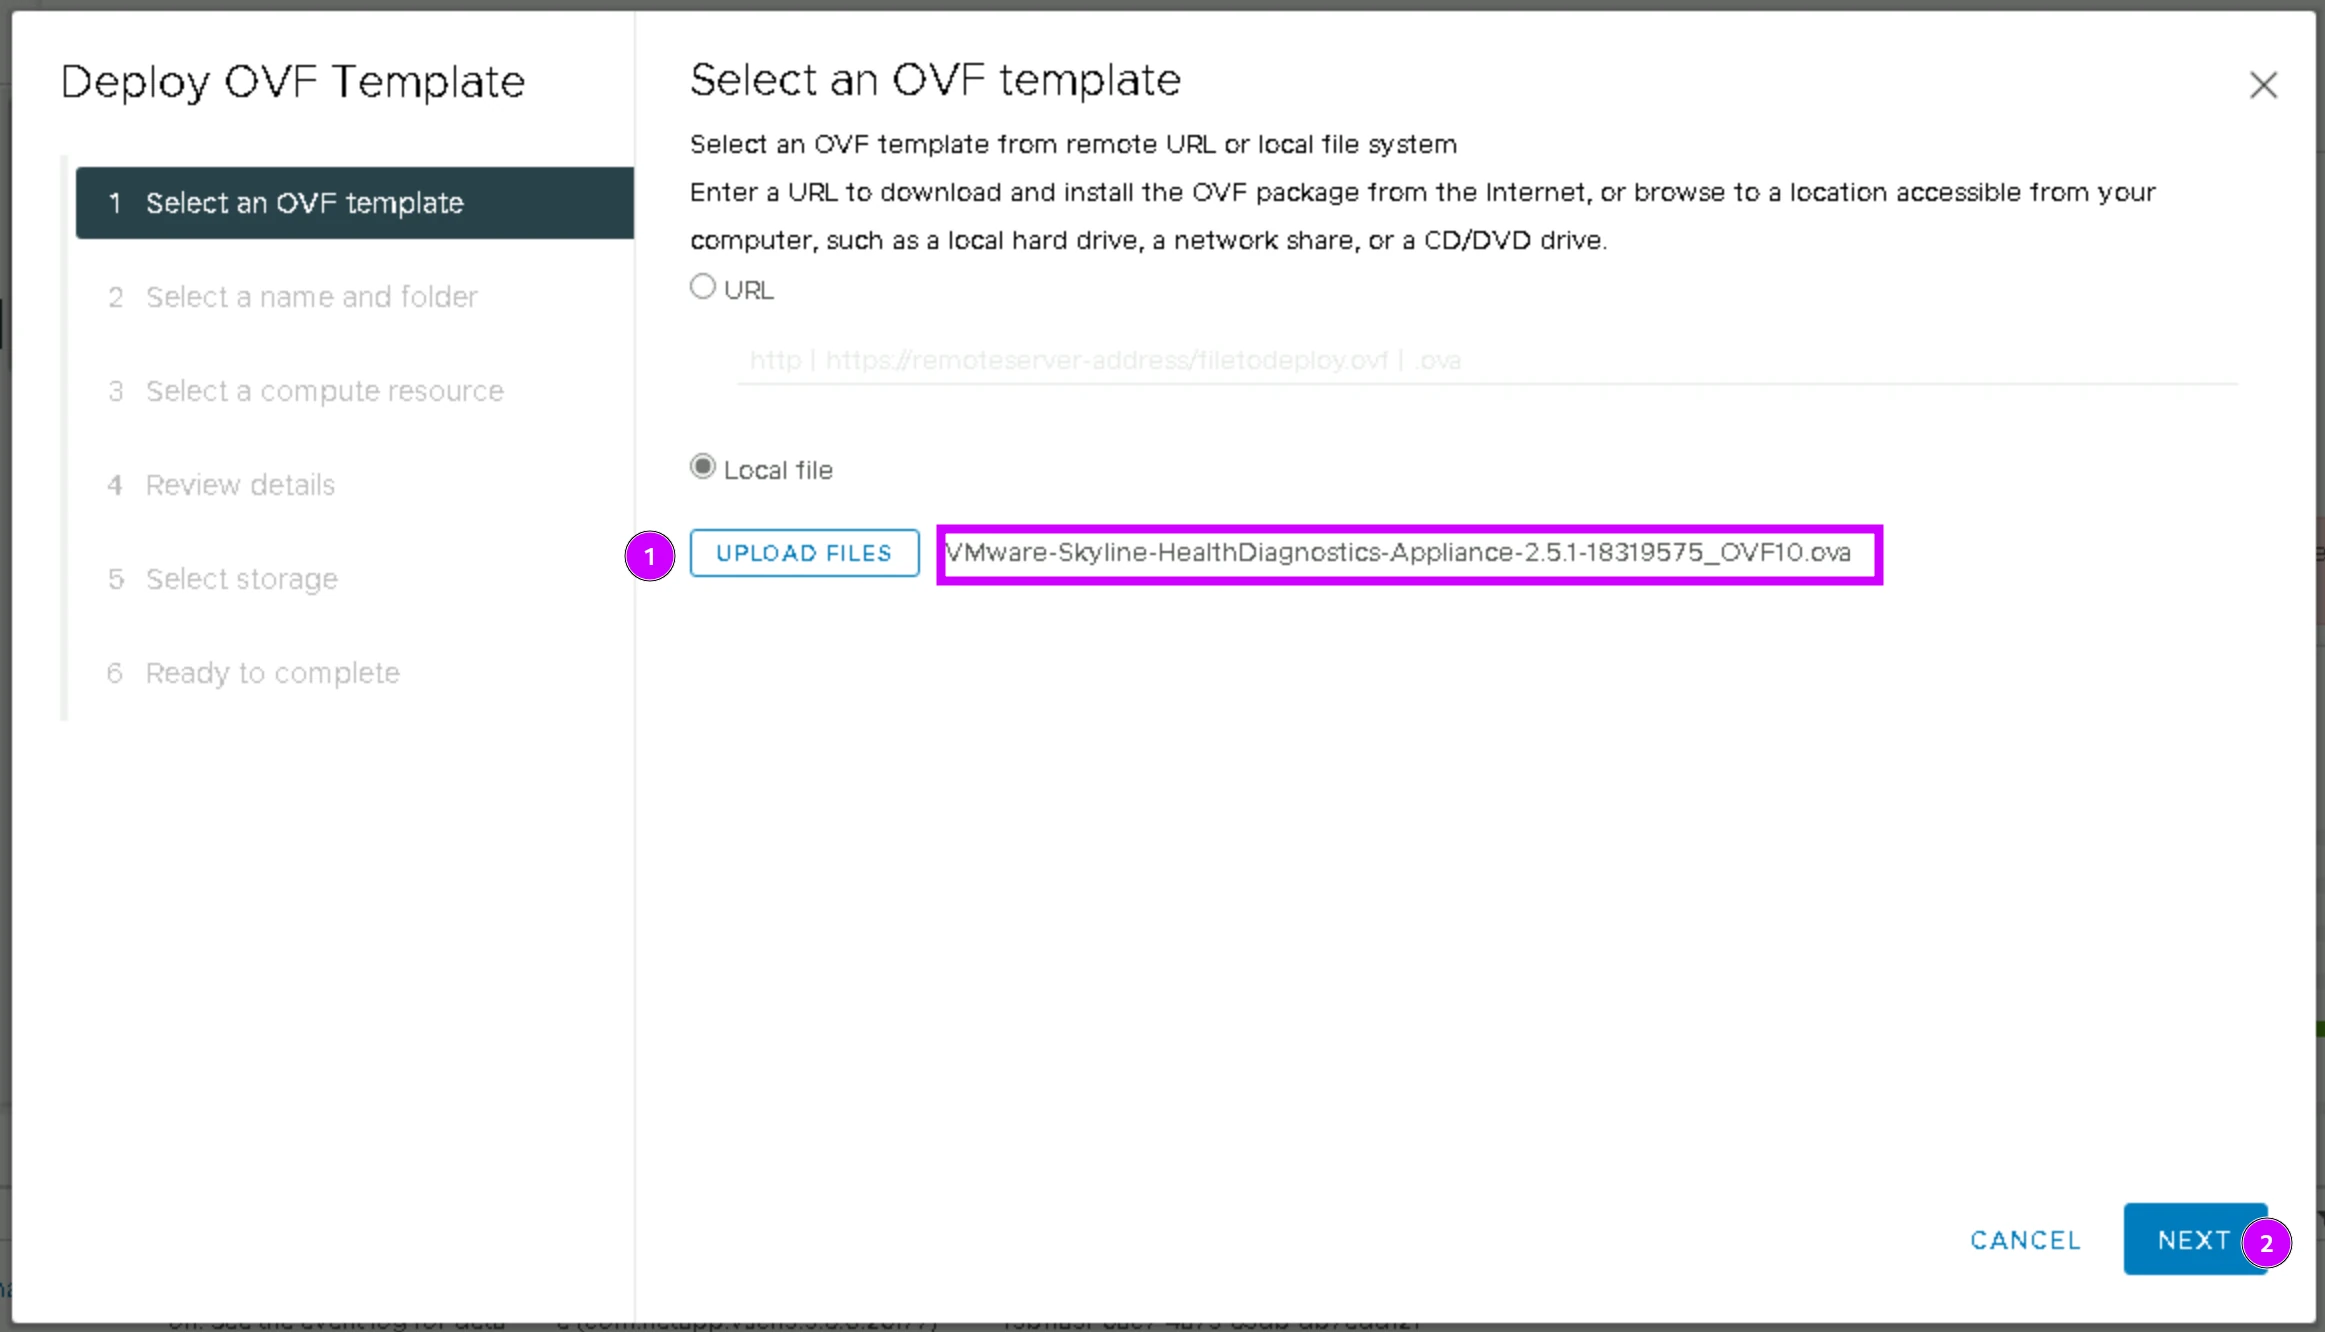 Deploy OVF Template
1 Select an OVF template
2 Select a name and folder
3 Select a compute resource
4 Review details
5 Select storage
6 Ready to complete
Select an OVF template
Select an OVF template from remote URL or local file system
Enter a URL to download and install the OVF package from the Internet, or browse to a location accessible from your
computer, such as a local hard drive, a network share, or a CD/DVD drive.
URL
http | https://remoteserver-address/filetodeploy.ovf | .ova
Local file
1 UPLOAD FILES VMware-Skyline-HealthDiagnostics-Appliance-2.5.1-18319575_OVF10.ova
CANCEL NEXT 2